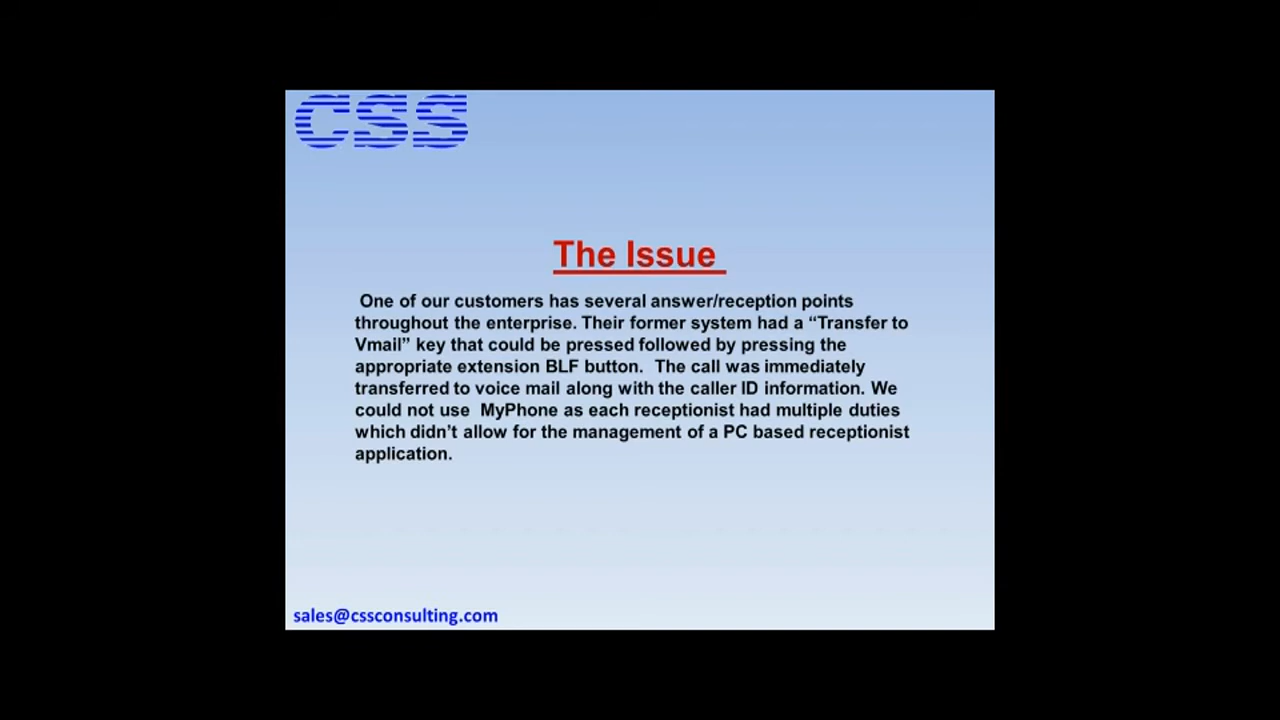 CSS
The Issue
One of our customers has several answer/reception points
throughout the enterprise. Their former system had a “Transfer to
Vmail” key that could be pressed followed by pressing the
appropriate extension BLF button.  The call was immediately
transferred to voice mail along with the caller ID information. We
could not use  MyPhone as each receptionist had multiple duties
which didn’t allow for the management of a PC based receptionist
application.
sales@cssconsulting.com